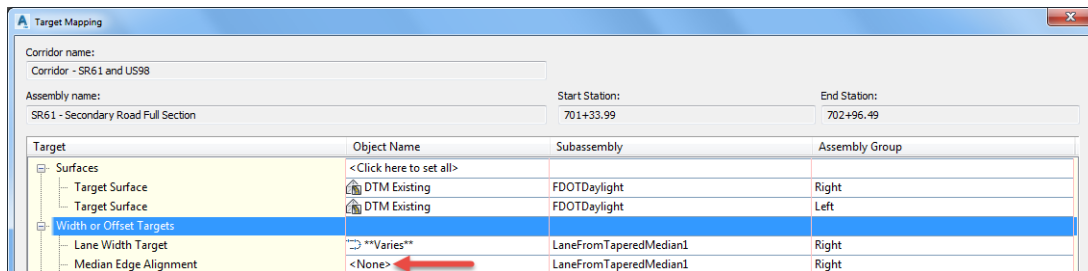 Target Mapping
Corridor name:
Corridor - SR61 and US98
Assembly name: Start Station: End Station:
SR61 - Secondary Road Full Section 701+33.99 702+96.49
Target Object Name Subassembly Assembly Group
Surfaces <Click here to set all>
Target Surface DTM Existing FDOTDaylight Right
Target Surface DTM Existing FDOTDaylight Left
Width or Offset Targets
Lane Width Target **Varies** LaneFromTaperedMedian1 Right
Median Edge Alignment <None> LaneFromTaperedMedian1 Right